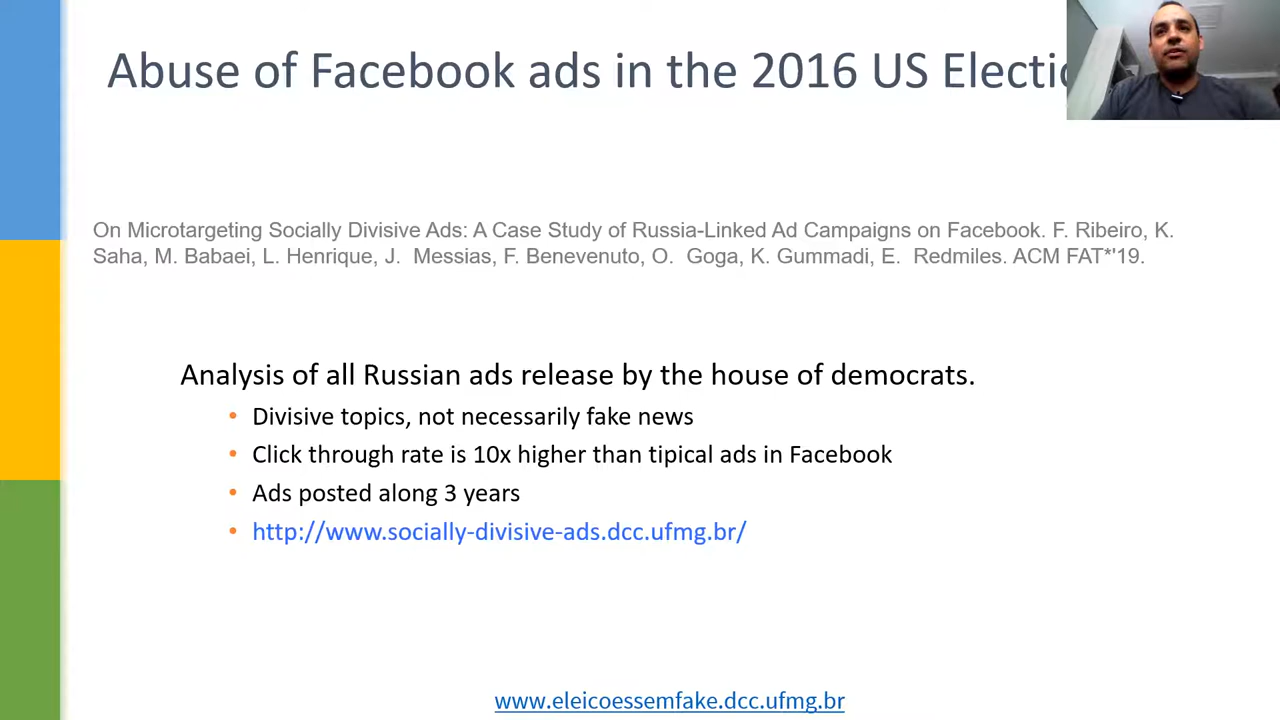 Abuse of Facebook ads in the 2016 US Electio
On Microtargeting Socially Divisive Ads: A Case Study of Russia-Linked Ad Campaigns on Facebook. F. Ribeiro, K.
Saha, M. Babaei, L. Henrique, J. Messias, F. Benevenuto, O. Goga, K. Gummadi, E. Redmiles. ACM FAT*'19.
Analysis of all Russian ads release by the house of democrats.
• Divisive topics, not necessarily fake news
• Click through rate is 10x higher than tipical ads in Facebook
• Ads posted along 3 years
• http://www.socially-divisive-ads.dcc.ufmg.br/
www.eleicoessemfake.dcc.ufmg.br